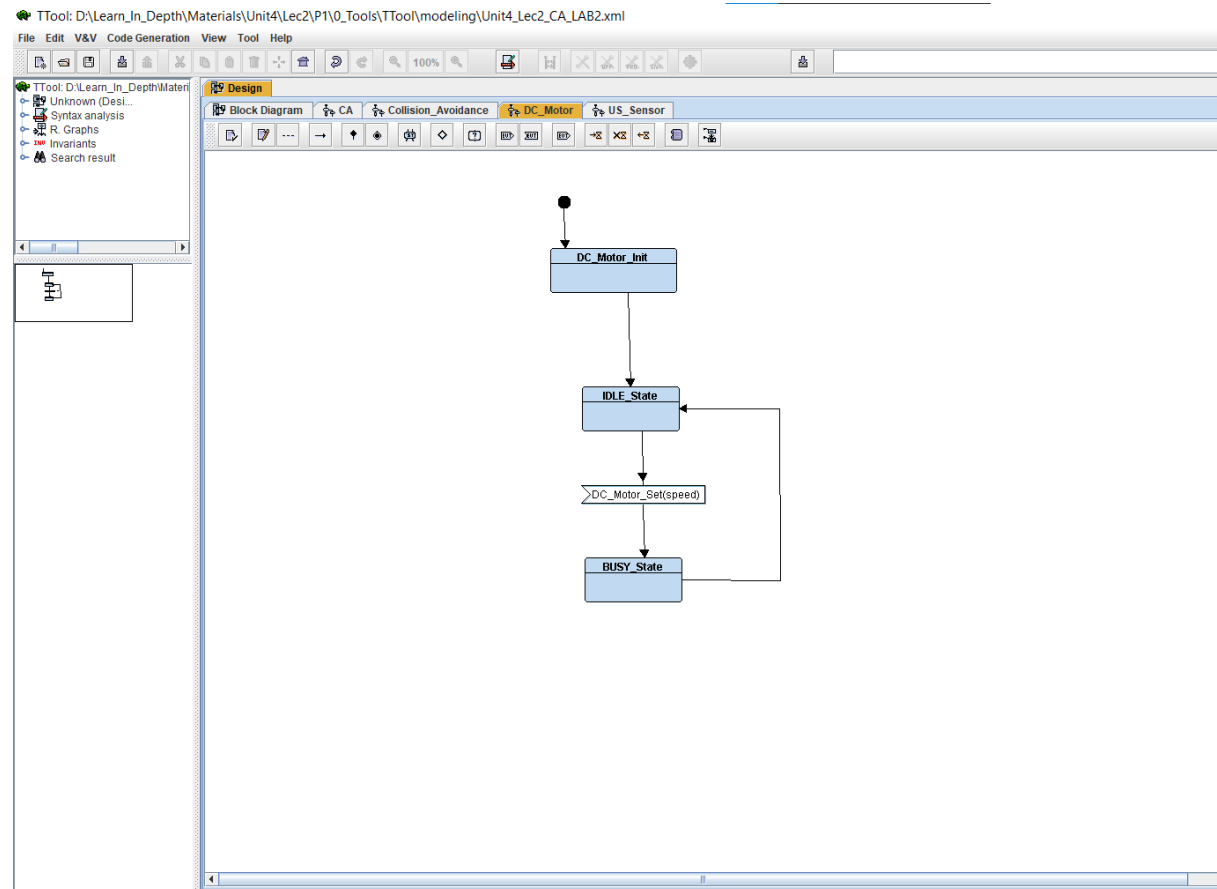 TTool: D:\Learn_In_Depth\Materials\Unit4\Lec2\P1\0_Tools\TTool\modeling\Unit4_Lec2_CA_LAB2.xml
File Edit V&V Code Generation View Tool Help
100%
TTool: D:\Learn_In_Depth\Materi
Unknown (Desi...
Syntax analysis
R. Graphs
INV Invariants
Search result
Design
Block Diagram CA Collision_Avoidance DC_Motor US_Sensor
DC_Motor_Init
IDLE_State
DC_Motor_Set(speed)
BUSY_State